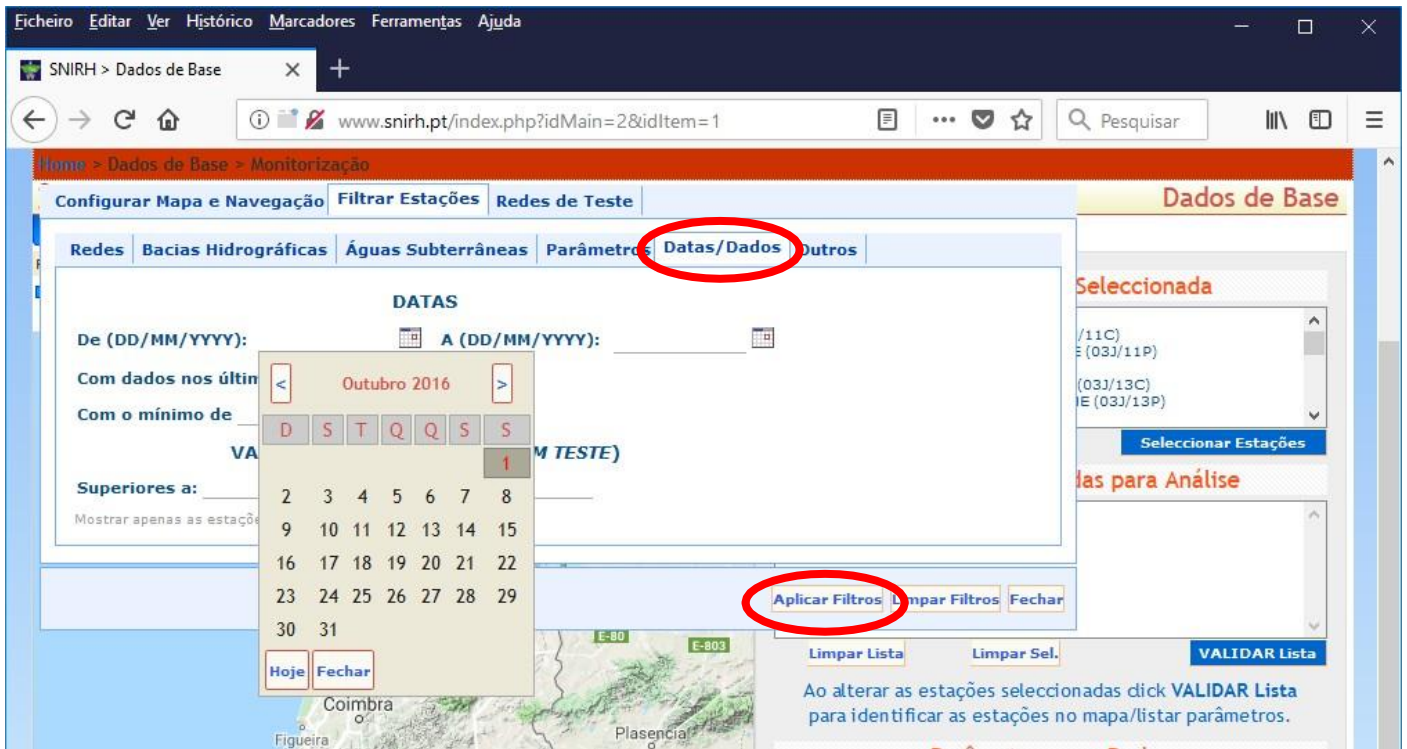 Ficheiro Editar Ver Histórico Marcadores Ferramentas Ajuda
SNIRH > Dados de Base
www.snirh.pt/index.php?idMain=2&idItem=1
Pesquisar
Home > Dados de Base > Monitorização
Configurar Mapa e Navegação Filtrar Estações Redes de Teste
Dados de Base
Redes Bacias Hidrográficas Águas Subterrâneas Parâmetros Datas/Dados Outros
DATAS
De (DD/MM/YYYY): A (DD/MM/YYYY):
Com dados nos últim
Com o mínimo de
VA M TESTE)
Superiores a:
Mostrar apenas as estaçõe
< Outubro 2016 >
D S T Q Q S S
1
2 3 4 5 6 7 8
9 10 11 12 13 14 15
16 17 18 19 20 21 22
23 24 25 26 27 28 29
30 31
Hoje Fechar
Aplicar Filtros Limpar Filtros Fechar
Seleccionada
/11C)
E (03J/11P)
(03J/13C)
IE (03J/13P)
Seleccionar Estações
das para Análise
Limpar Lista Limpar Sel. VALIDAR Lista
Ao alterar as estações seleccionadas click VALIDAR Lista
para identificar as estações no mapa/listar parâmetros.
E-80
E-803
Coimbra
Figueira
Plasencia